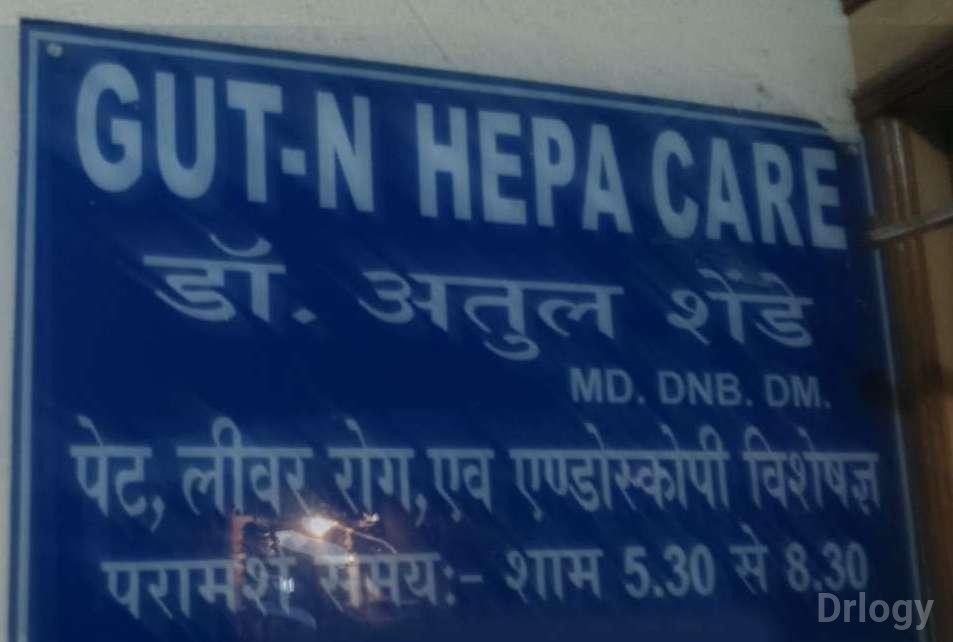 GUT-N HEPA CARE
डॉ. अतुल शेंडे
MD. DNB. DM.
पेट, लीवर रोग, एव एण्डोस्कोपी विशेषज्ञ
परामर्श समय:- शाम 5.30 से 8.30
Drlogy